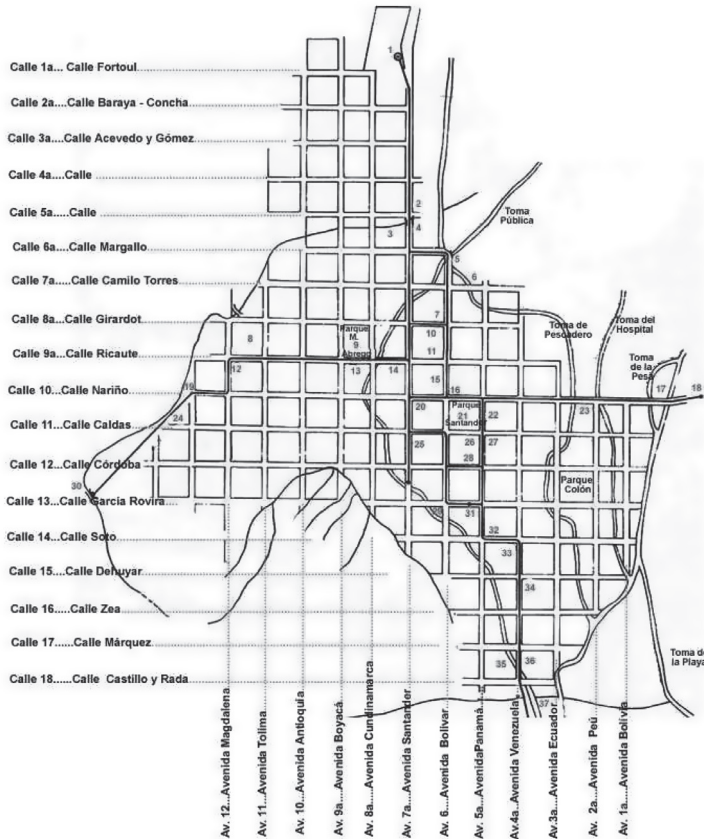 Calle 1a... Calle Fortoul
Calle 2a....Calle Baraya - Concha
Calle 3a....Calle Acevedo y Gómez
Calle 4a....Calle
Calle 5a.....Calle
Calle 6a....Calle Margallo
Calle 7a.....Calle Camilo Torres
Calle 8a....Calle Girardot
Calle 9a....Calle Ricaute
Calle 10....Calle Nariño
Calle 11....Calle Caldas
Calle 12....Calle Córdoba
Calle 13....Calle García Rovira
Calle 14...Calle Soto
Calle 15....Calle Dehuyar
Calle 16.....Calle Zea
Calle 17......Calle Márquez
Calle 18......Calle Castillo y Rada
1
2
3
4
5
6
7
8
10
11
12
13
14
15
16
17
18
19
20
22
23
24
25
26
27
28
30
31
32
33
34
35
36
37
Toma
Pública
Parque
M.
9
Abrego
Toma de
Pescadero
Toma del
Hospital
Toma
de la
Pesa
Parque
21
Santander
Parque
Colón
Toma de
la Playa
Av. 12...Avenida Magdalena
Av. 11...Avenida Tolima
Av. 10...Avenida Antioquía
Av. 9a...Avenida Boyacá
Av. 8a...Avenida Cundinamarca
Av. 7a...Avenida Santander
Av. 6...Avenida Bolívar
Av. 5a...AvenidaPanamá
Av.4a...Avenida Venezuela
Av.3a...Avenida Ecuador
Av. 2a...Avenida Peú
Av. 1a...Avenida Bolivia